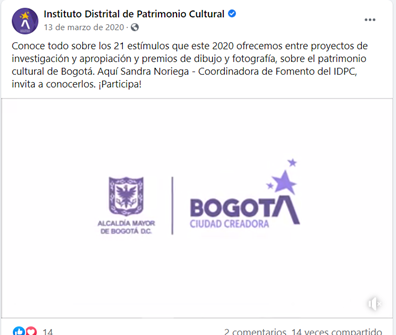 Instituto Distrital de Patrimonio Cultural
13 de marzo de 2020 ·
Conoce todo sobre los 21 estímulos que este 2020 ofrecemos entre proyectos de
investigación y apropiación y premios de dibujo y fotografía, sobre el patrimonio
cultural de Bogotá. Aquí Sandra Noriega - Coordinadora de Fomento del IDPC,
invita a conocerlos. ¡Participa!
ALCALDÍA MAYOR
DE BOGOTÁ D.C.
BOGOTÁ
CIUDAD CREADORA
14
2 comentarios 14 veces compartido